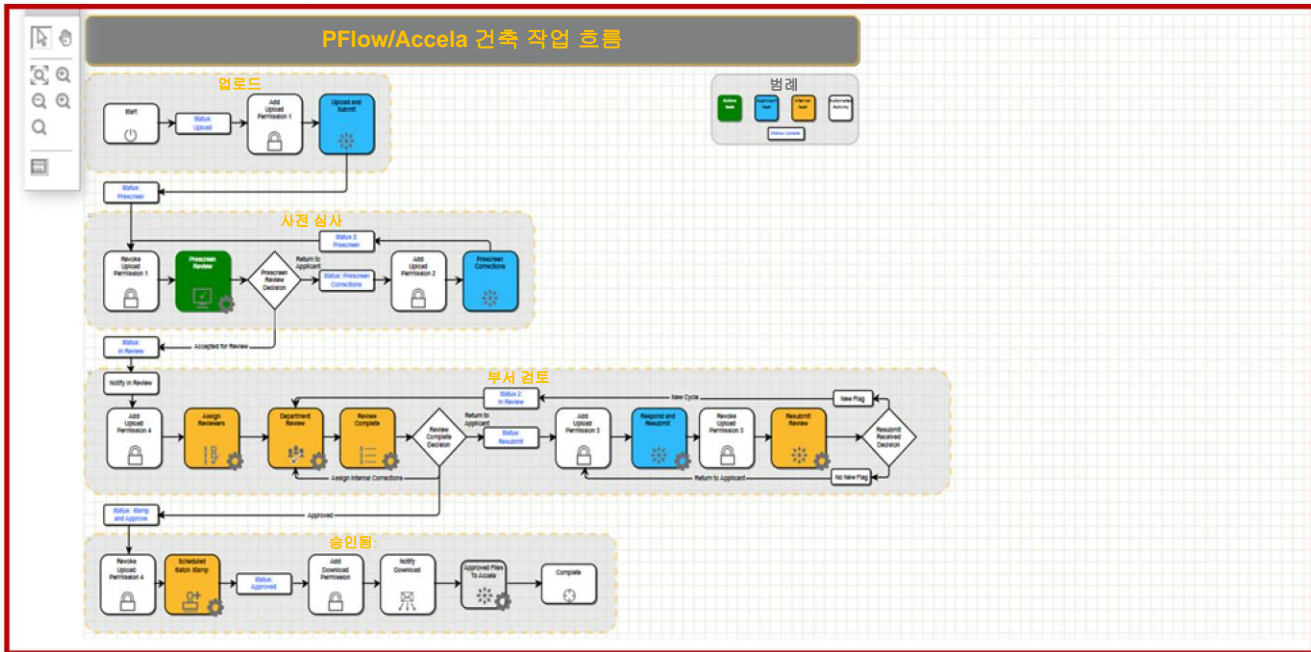 PFlow/Accela 건축 작업 흐름
업로드
범례
Start
Status:
Upload
Add
Upload
Permission 1
Upload and
Submit
Internal
Task
Automated
Activity
Status Update
Status:
Prescreen
사전 심사
Status 2:
Prescreen
Revoke
Upload
Permission 1
Prescreen
Review
Prescreen
Review
Decision
Return to
Applicant
Status: Prescreen
Corrections
Add
Upload
Permission 2
Prescreen
Corrections
Status:
In Review
Accepted for Review
Notify In Review
부서 검토
Status 2:
In Review
New Cycle
New Flag
Add
Upload
Permission 4
Assign
Reviewers
Department
Review
Review
Complete
Review
Complete
Decision
Return to
Applicant
Status:
Resubmit
Add
Upload
Permission 3
Respond and
Resubmit
Revoke
Upload
Permission 3
Resubmit
Review
Resubmit
Received
Decision
Assign Internal Corrections
Return to Applicant
No New Flag
Status: Stamp
and Approve
Approved
승인됨:
Revoke
Upload
Permission 4
Scheduled
Batch Stamp
Status:
Approved
Add
Download
Permission
Notify
Download
Approved Files
To Accela
Complete